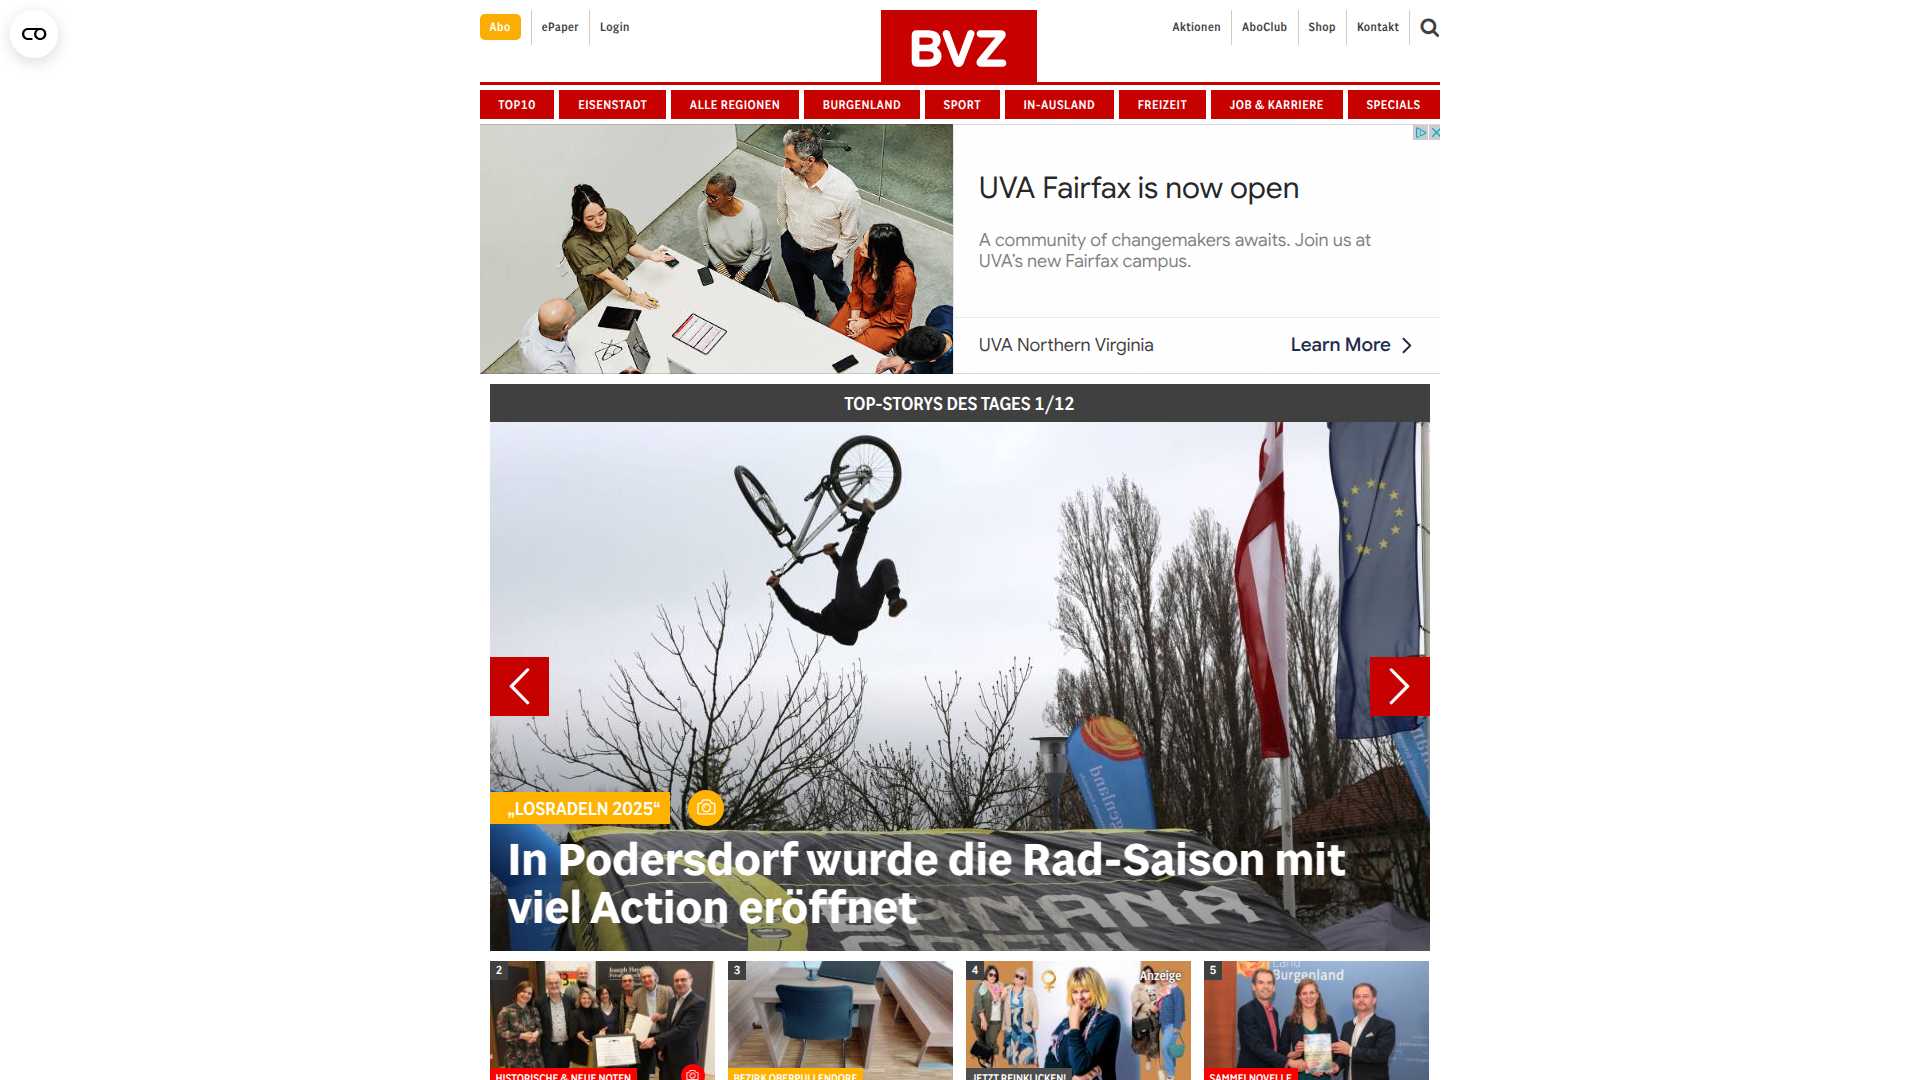 Abo
ePaper
Login
BVZ
Aktionen
AboClub
Shop
Kontakt
TOP10
EISENSTADT
ALLE REGIONEN
BURGENLAND
SPORT
IN-AUSLAND
FREIZEIT
JOB & KARRIERE
SPECIALS
UVA Fairfax is now open
A community of changemakers awaits. Join us at
UVA's new Fairfax campus.
UVA Northern Virginia
Learn More
TOP-STORYS DES TAGES 1/12
„LOSRADELN 2025“
In Podersdorf wurde die Rad-Saison mit
viel Action eröffnet
2
HISTORISCHE & NEUE NOTEN
3
BEZIRK OBERPULLENDORF
4
Anzeige
JETZT REINKLICKEN!
5
Land
Burgenland
SAMMELNOVELLE